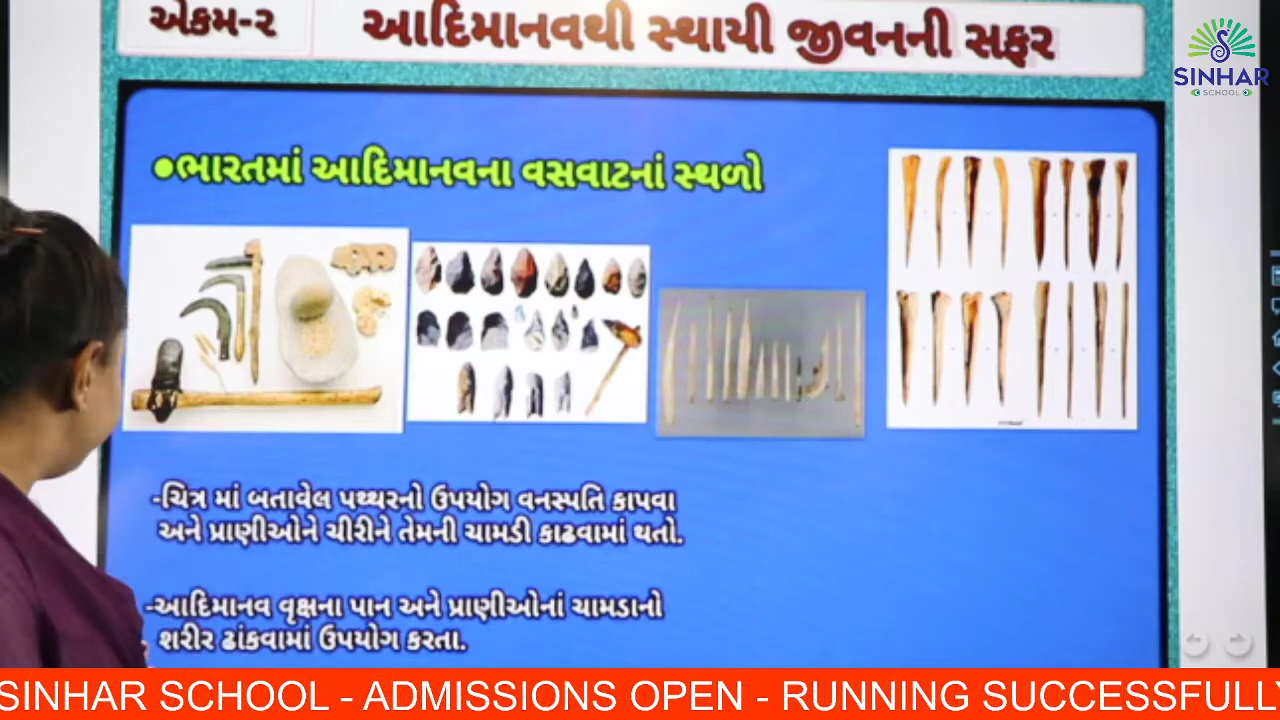 એકમ-૨
આદિમાનવથી સ્થાયી જીવનની સફર
SINHAR
SCHOOL
●ભારતમાં આદિમાનવના વસવાટનાં સ્થળો
-ચિત્ર માં બતાવેલ પથ્થરનો ઉપયોગ વનસ્પતિ કાપવા
અને પ્રાણીઓને ચીરીને તેમની ચામડી કાઢવામાં થતો.
-આદિમાનવ વૃક્ષના પાન અને પ્રાણીઓનાં ચામડાનો
શરીર ઢાંકવામાં ઉપયોગ કરતા.
SINHAR SCHOOL - ADMISSIONS OPEN - RUNNING SUCCESSFULLY